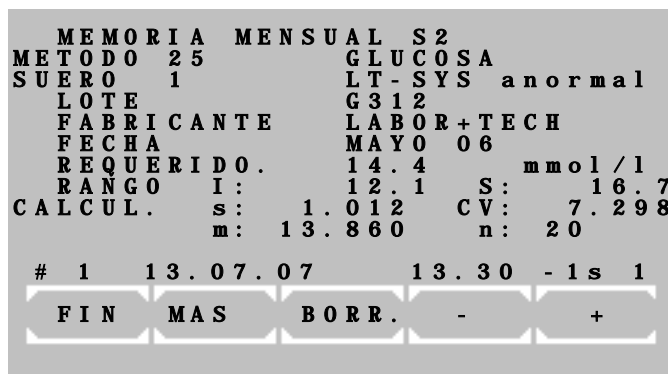 MEMORIA MENSUAL S2
METODO 25 GLUCOSA
SUERO 1 LT-SYS anormal
LOTE G312
FABRICANTE LABOR+TECH
FECHA MAYO 06
REQUERIDO. 14.4 mmol/l
RANGO I: 12.1 S: 16.7
CALCUL. s: 1.012 CV: 7.298
m: 13.860 n: 20
# 1 13.07.07 13.30 -1s 1
FIN MAS BORR. - +